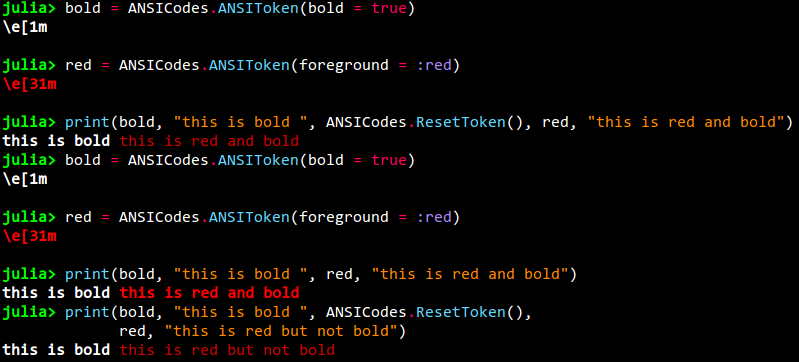 julia> bold = ANSICodes.ANSIToken(bold = true)
\e[1m
julia> red = ANSICodes.ANSIToken(foreground = :red)
\e[31m
julia> print(bold, "this is bold ", ANSICodes.ResetToken(), red, "this is red and bold")
this is bold this is red and bold
julia> bold = ANSICodes.ANSIToken(bold = true)
\e[1m
julia> red = ANSICodes.ANSIToken(foreground = :red)
\e[31m
julia> print(bold, "this is bold ", red, "this is red and bold")
this is bold this is red and bold
julia> print(bold, "this is bold ", ANSICodes.ResetToken(),
red, "this is red but not bold")
this is bold this is red but not bold